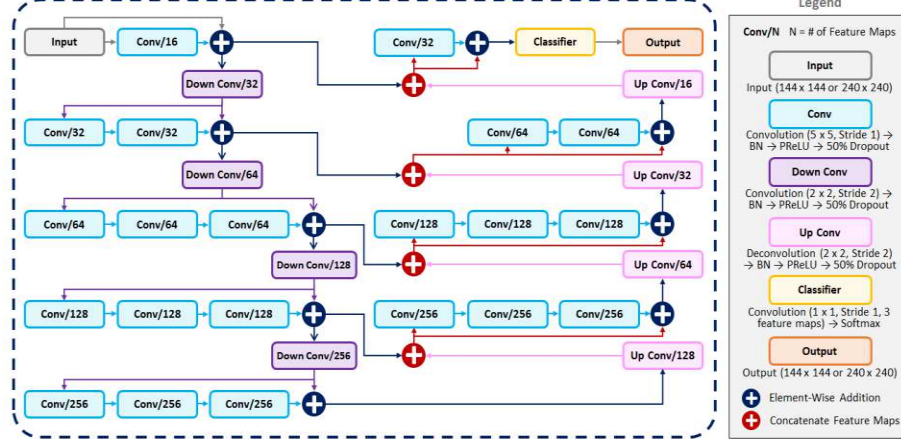 Legend
Input
Conv/16
Conv/32
Classifier
Output
Down Conv/32
Up Conv/16
Conv/32
Conv/32
Conv/64
Conv/64
Down Conv/64
Up Conv/32
Conv/64
Conv/64
Conv/64
Conv/128
Conv/128
Conv/128
Down Conv/128
Up Conv/64
Conv/128
Conv/128
Conv/128
Conv/256
Conv/256
Conv/256
Down Conv/256
Up Conv/128
Conv/256
Conv/256
Conv/256
Conv/N N = # of Feature Maps
Input
Input (144 x 144 or 240 x 240)
Conv
Convolution (5 x 5, Stride 1) →
BN → PReLU → 50% Dropout
Down Conv
Convolution (2 x 2, Stride 2) →
BN → PReLU → 50% Dropout
Up Conv
Deconvolution (2 x 2, Stride 2)
→ BN → PReLU → 50% Dropout
Classifier
Convolution (1 x 1, Stride 1, 3
feature maps) → Softmax
Output
Output (144 x 144 or 240 x 240)
Element-Wise Addition
Concatenate Feature Maps